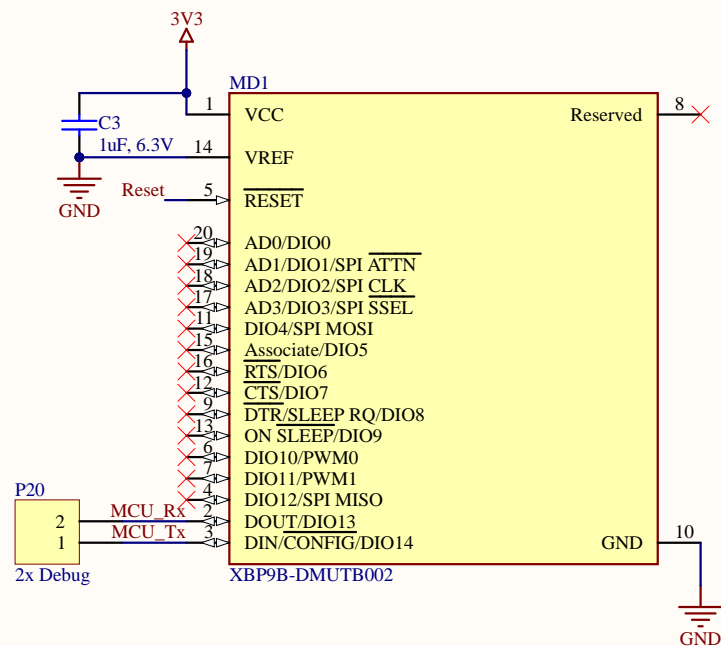 3V3
MD1
C3
1uF, 6.3V
GND
1 VCC
14 VREF
Reset 5 RESET
20 AD0/DIO0
19 AD1/DIO1/SPI ATTN
18 AD2/DIO2/SPI CLK
17 AD3/DIO3/SPI SSEL
11 DIO4/SPI MOSI
15 Associate/DIO5
16 RTS/DIO6
12 CTS/DIO7
9 DTR/SLEEP RQ/DIO8
13 ON SLEEP/DIO9
6 DIO10/PWM0
7 DIO11/PWM1
4 DIO12/SPI MISO
MCU_Rx 2 DOUT/DIO13
MCU_Tx 3 DIN/CONFIG/DIO14
Reserved 8
GND 10
XBP9B-DMUTB002
P20
2
1
2x Debug
GND